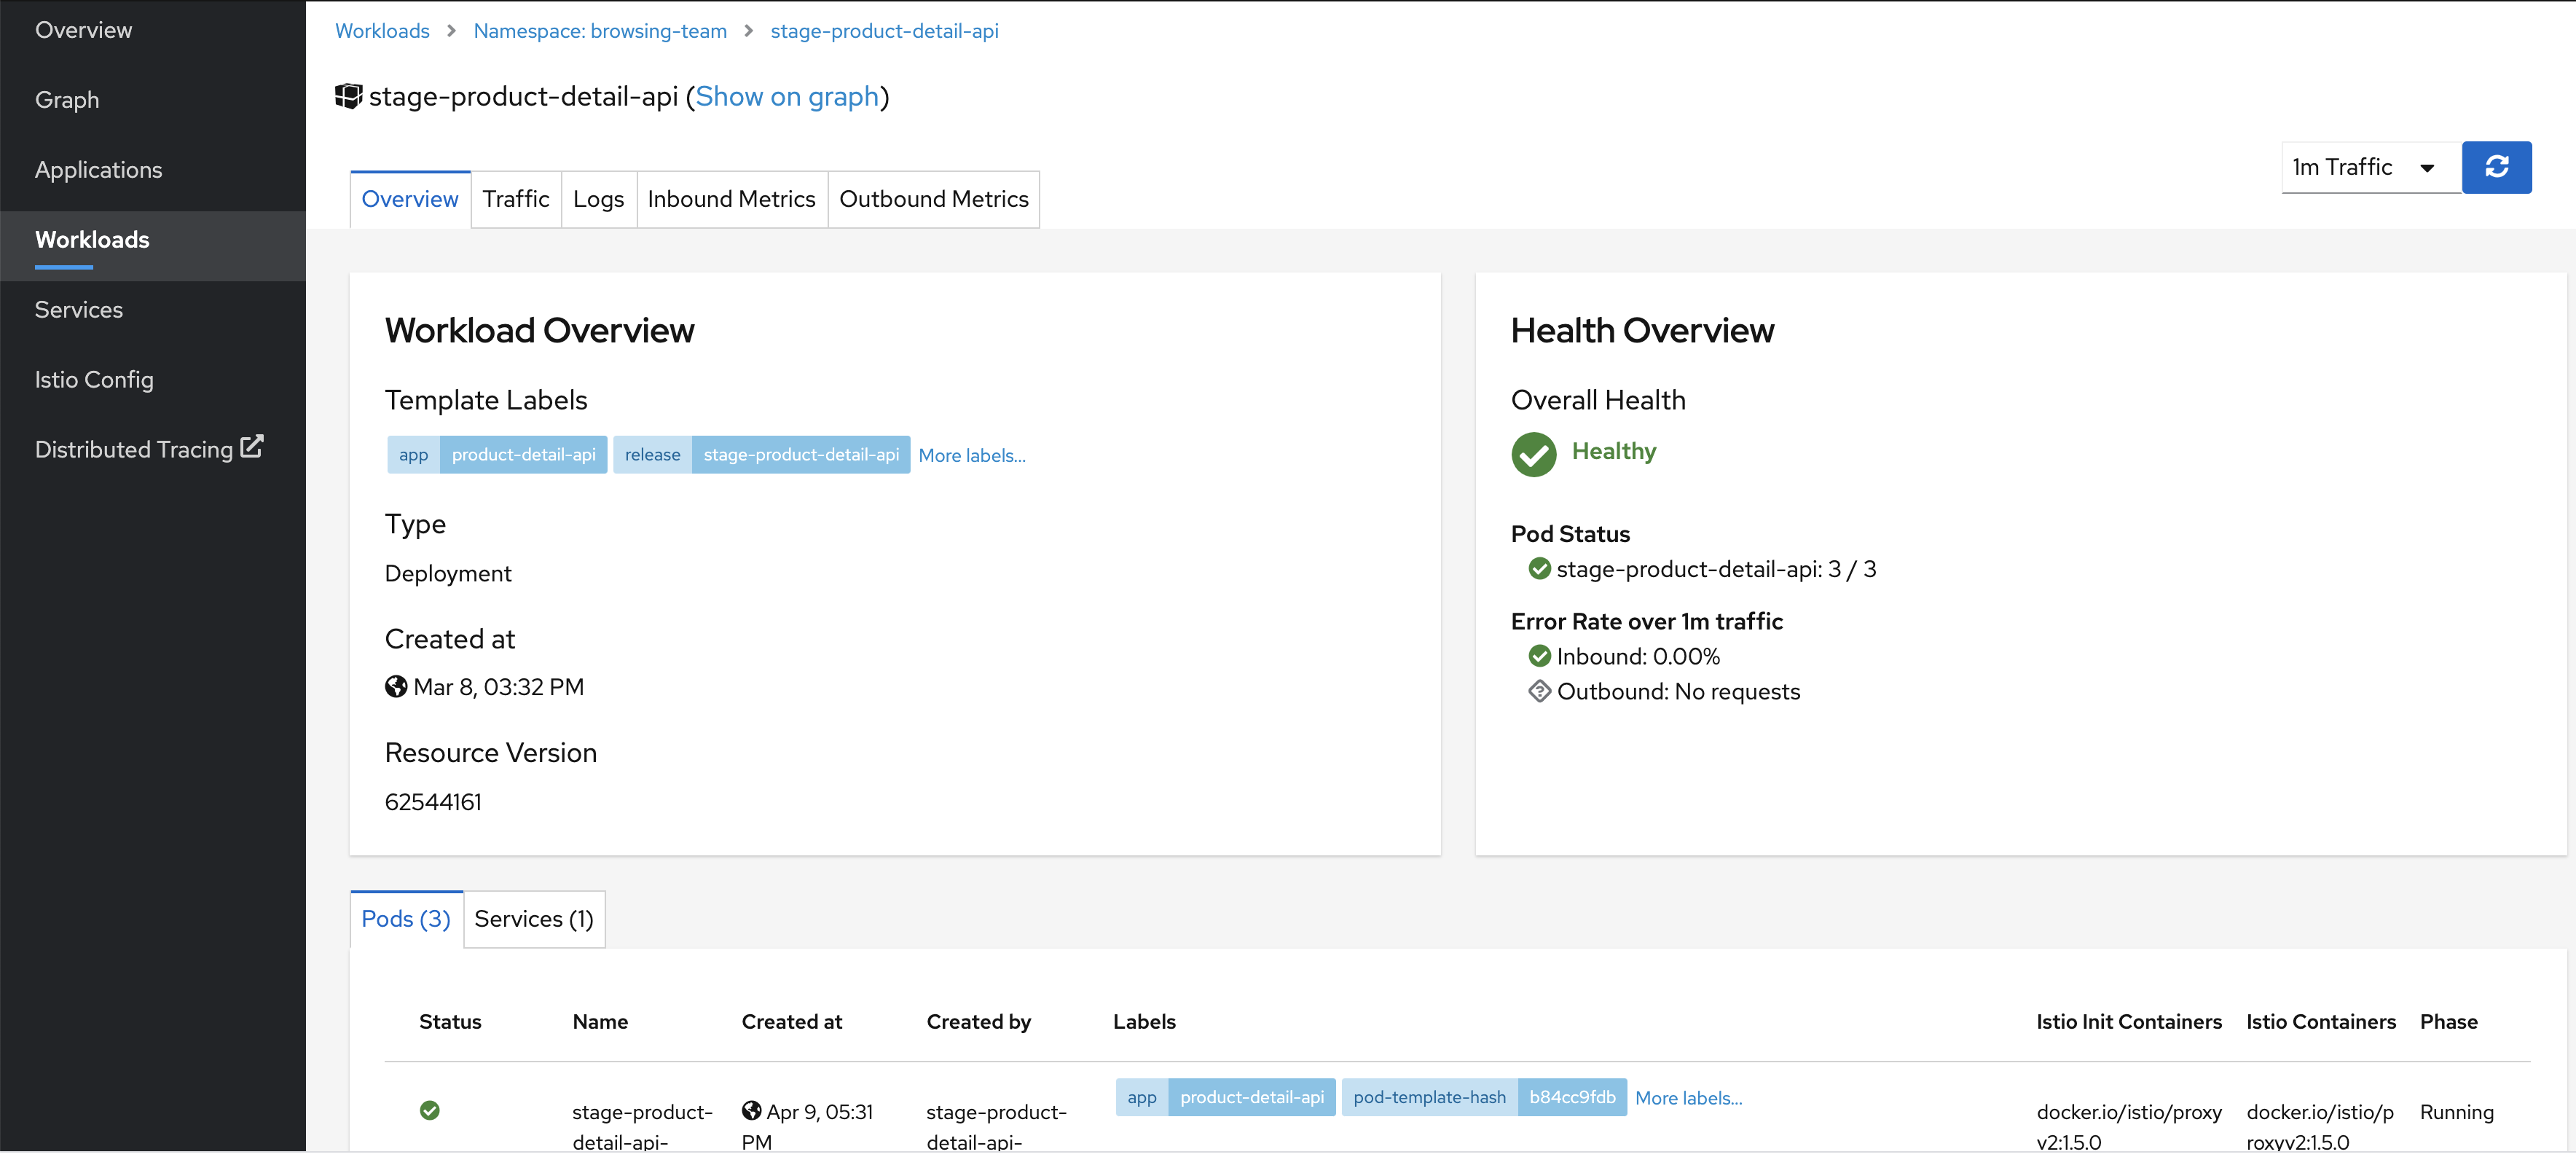 Overview
Graph
Applications
Workloads
Services
Istio Config
Distributed Tracing
Workloads > Namespace: browsing-team > stage-product-detail-api
stage-product-detail-api (Show on graph)
1m Traffic
Overview Traffic Logs Inbound Metrics Outbound Metrics
Workload Overview
Template Labels
app product-detail-api release stage-product-detail-api More labels...
Type
Deployment
Created at
Mar 8, 03:32 PM
Resource Version
62544161
Health Overview
Overall Health
Healthy
Pod Status
stage-product-detail-api: 3 / 3
Error Rate over 1m traffic
Inbound: 0.00%
Outbound: No requests
Pods (3) Services (1)
Status Name Created at Created by Labels Istio Init Containers Istio Containers Phase
app product-detail-api pod-template-hash b84cc9fdb More labels...
stage-product- Apr 9, 05:31 stage-product- docker.io/istio/proxy docker.io/istio/p Running
detail-api- PM detail-api- v2:1.5.0 roxyv2:1.5.0